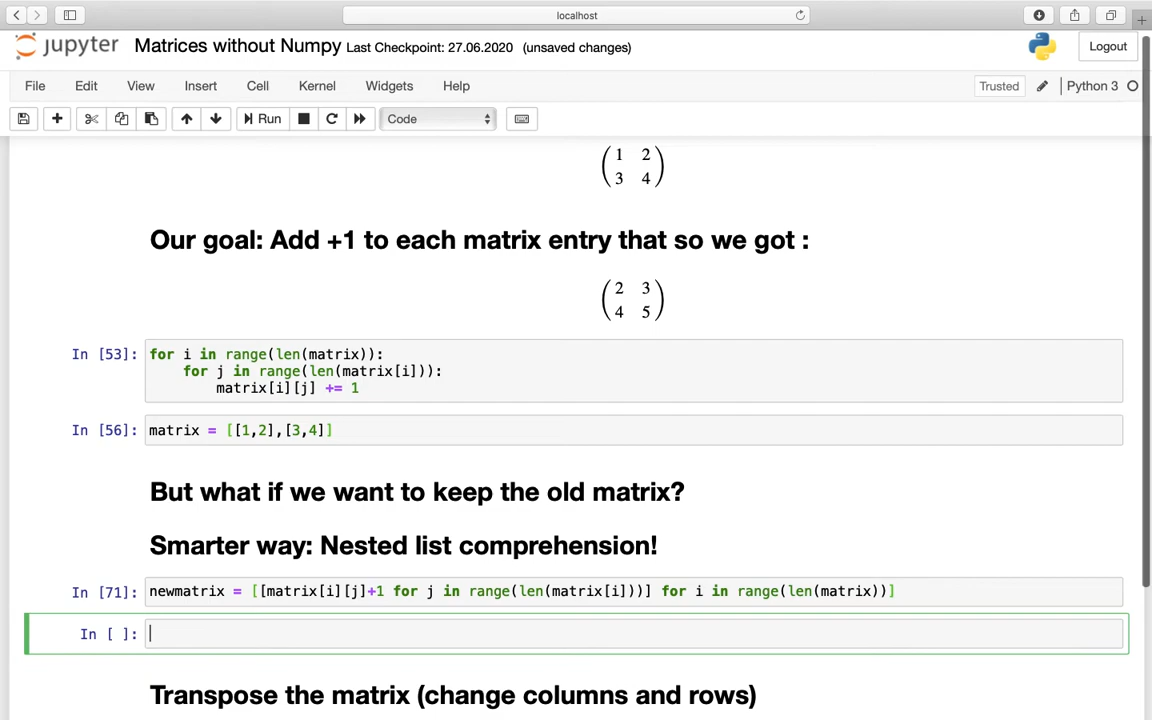 localhost
jupyter Matrices without Numpy Last Checkpoint: 27.06.2020 (unsaved changes)
Logout
File Edit View Insert Cell Kernel Widgets Help
Trusted Python 3
Run Code
1 2
3 4
Our goal: Add +1 to each matrix entry that so we got :
2 3
4 5
In [53]: for i in range(len(matrix)):
for j in range(len(matrix[i])):
matrix[i][j] += 1
In [56]: matrix = [[1,2],[3,4]]
But what if we want to keep the old matrix?
Smarter way: Nested list comprehension!
In [71]: newmatrix = [[matrix[i][j]+1 for j in range(len(matrix[i]))] for i in range(len(matrix))]
In [ ]:
Transpose the matrix (change columns and rows)